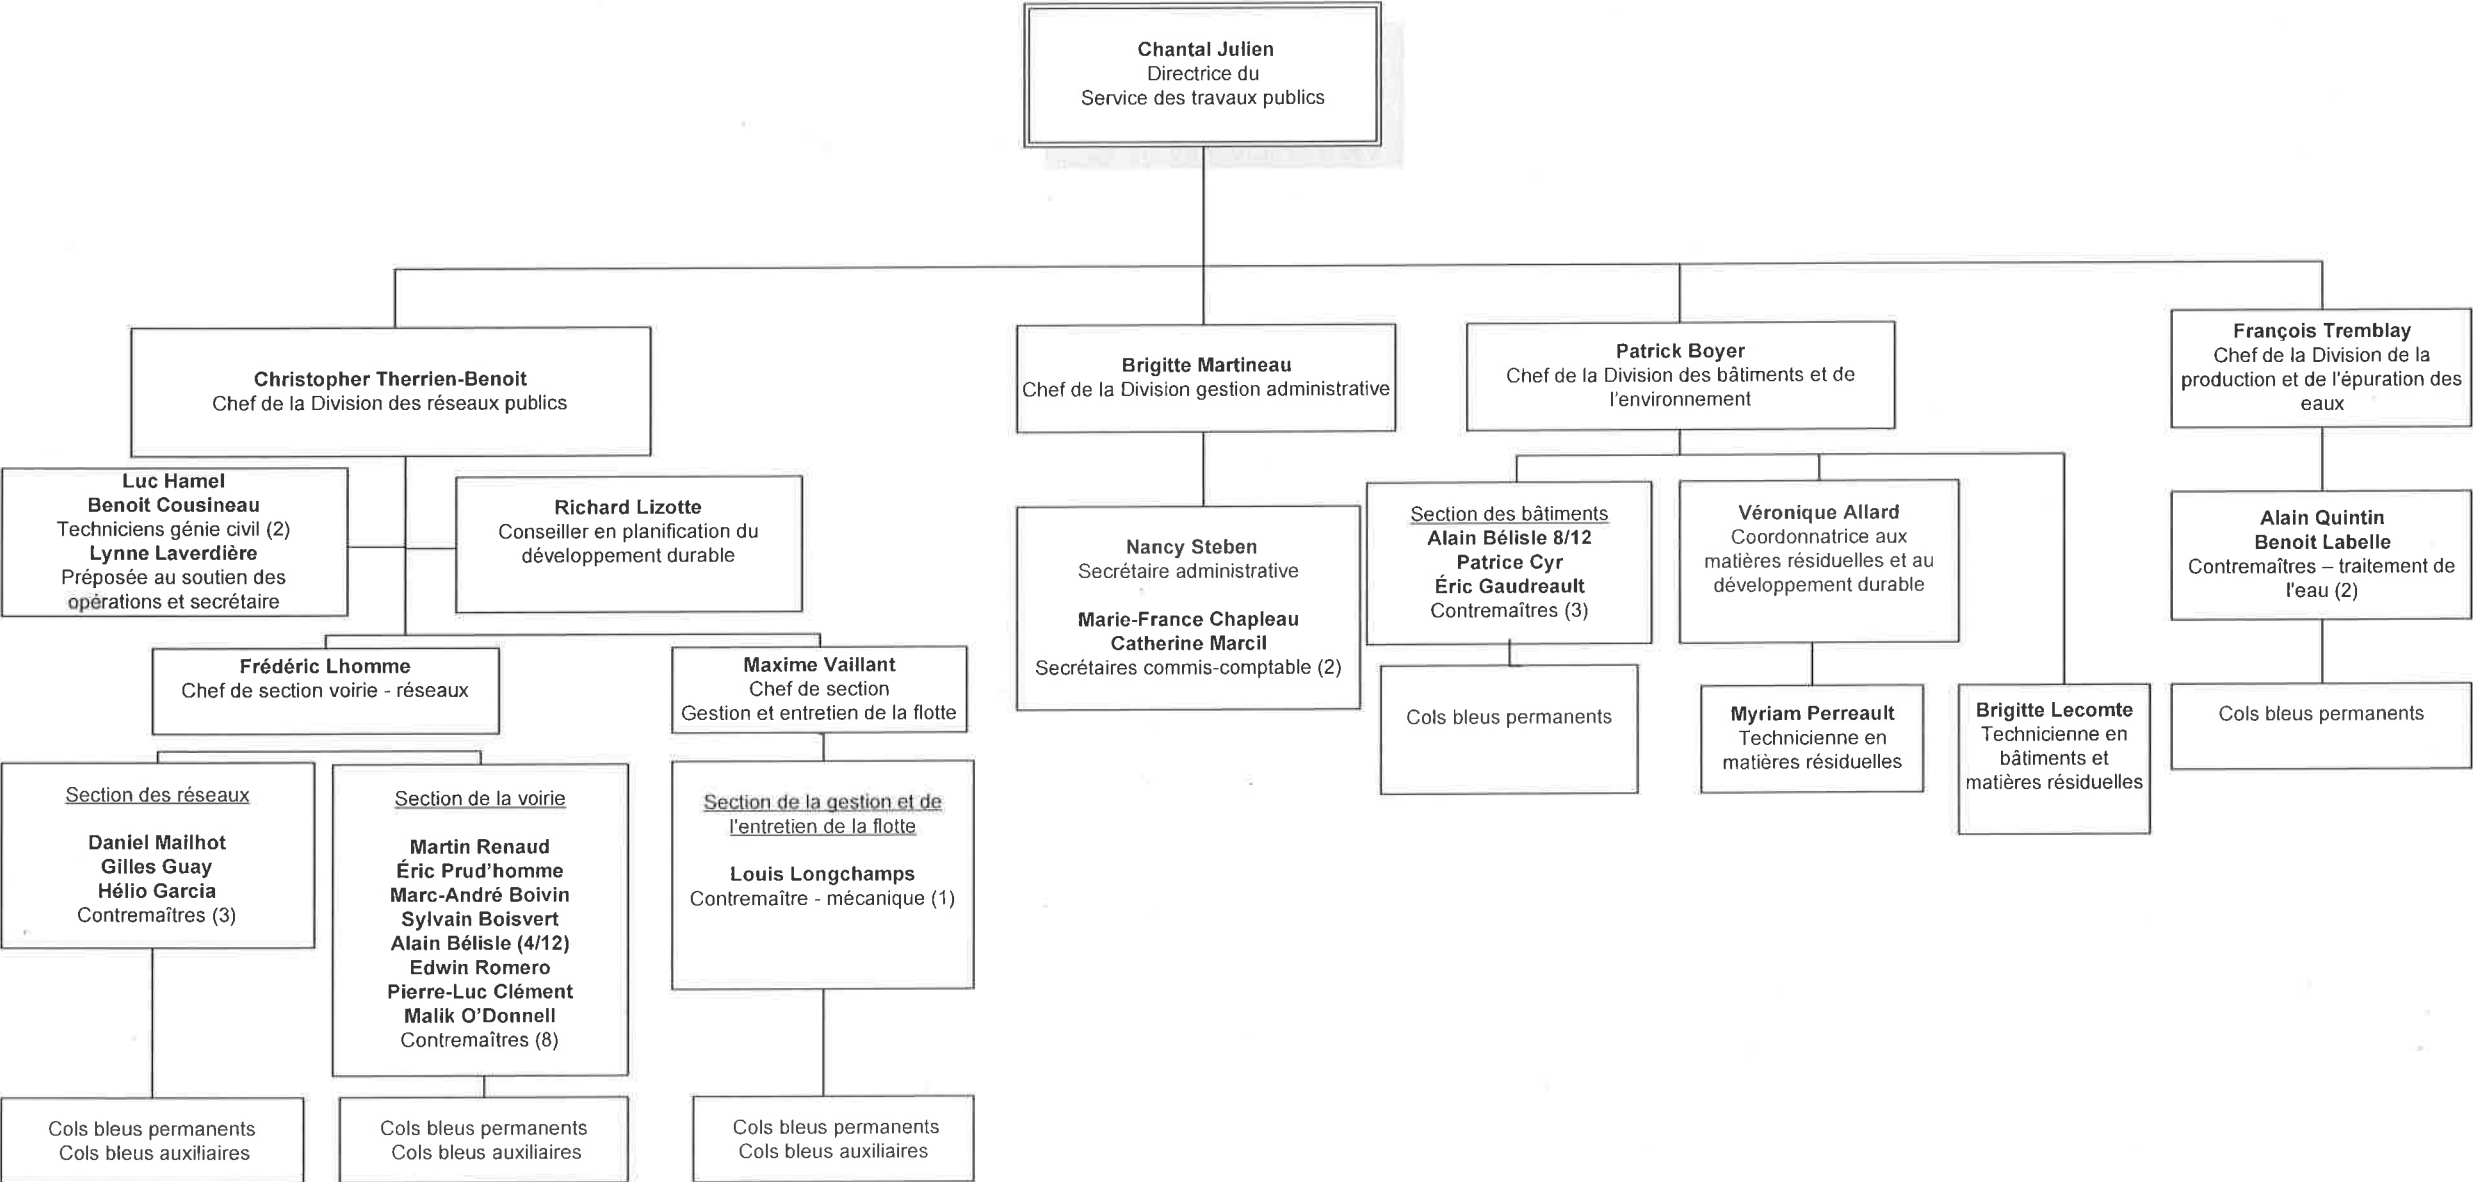 Chantal Julien
Directrice du
Service des travaux publics
Christopher Therrien-Benoit
Chef de la Division des réseaux publics
Brigitte Martineau
Chef de la Division gestion administrative
Patrick Boyer
Chef de la Division des bâtiments et de
l'environnement
François Tremblay
Chef de la Division de la
production et de l'épuration des
eaux
Luc Hamel
Benoit Cousineau
Techniciens génie civil (2)
Lynne Laverdière
Préposée au soutien des
opérations et secrétaire
Richard Lizotte
Conseiller en planification du
développement durable
Nancy Steben
Secrétaire administrative
Marie-France Chapleau
Catherine Marcil
Secrétaires commis-comptable (2)
Section des bâtiments
Alain Bélisle 8/12
Patrice Cyr
Éric Gaudreault
Contremaîtres (3)
Véronique Allard
Coordonnatrice aux
matières résiduelles et au
développement durable
Alain Quintin
Benoit Labelle
Contremaîtres – traitement de
l'eau (2)
Frédéric Lhomme
Chef de section voirie - réseaux
Maxime Vaillant
Chef de section
Gestion et entretien de la flotte
Cols bleus permanents
Myriam Perreault
Technicienne en
matières résiduelles
Brigitte Lecomte
Technicienne en
bâtiments et
matières résiduelles
Cols bleus permanents
Section des réseaux
Daniel Mailhot
Gilles Guay
Hélio Garcia
Contremaîtres (3)
Section de la voirie
Martin Renaud
Éric Prud'homme
Marc-André Boivin
Sylvain Boisvert
Alain Bélisle (4/12)
Edwin Romero
Pierre-Luc Clément
Malik O'Donnell
Contremaîtres (8)
Section de la gestion et de
l'entretien de la flotte
Louis Longchamps
Contremaître - mécanique (1)
Cols bleus permanents
Cols bleus auxiliaires
Cols bleus permanents
Cols bleus auxiliaires
Cols bleus permanents
Cols bleus auxiliaires